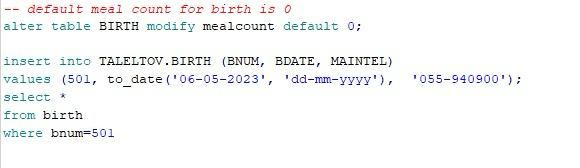 -- default meal count for birth is 0
alter table BIRTH modify mealcount default 0;
insert into TALELTOV.BIRTH (BNUM, BDATE, MAINTEL)
values (501, to_date('06-05-2023', 'dd-mm-yyyy'),  '055-940900');
select *
from birth
where bnum=501